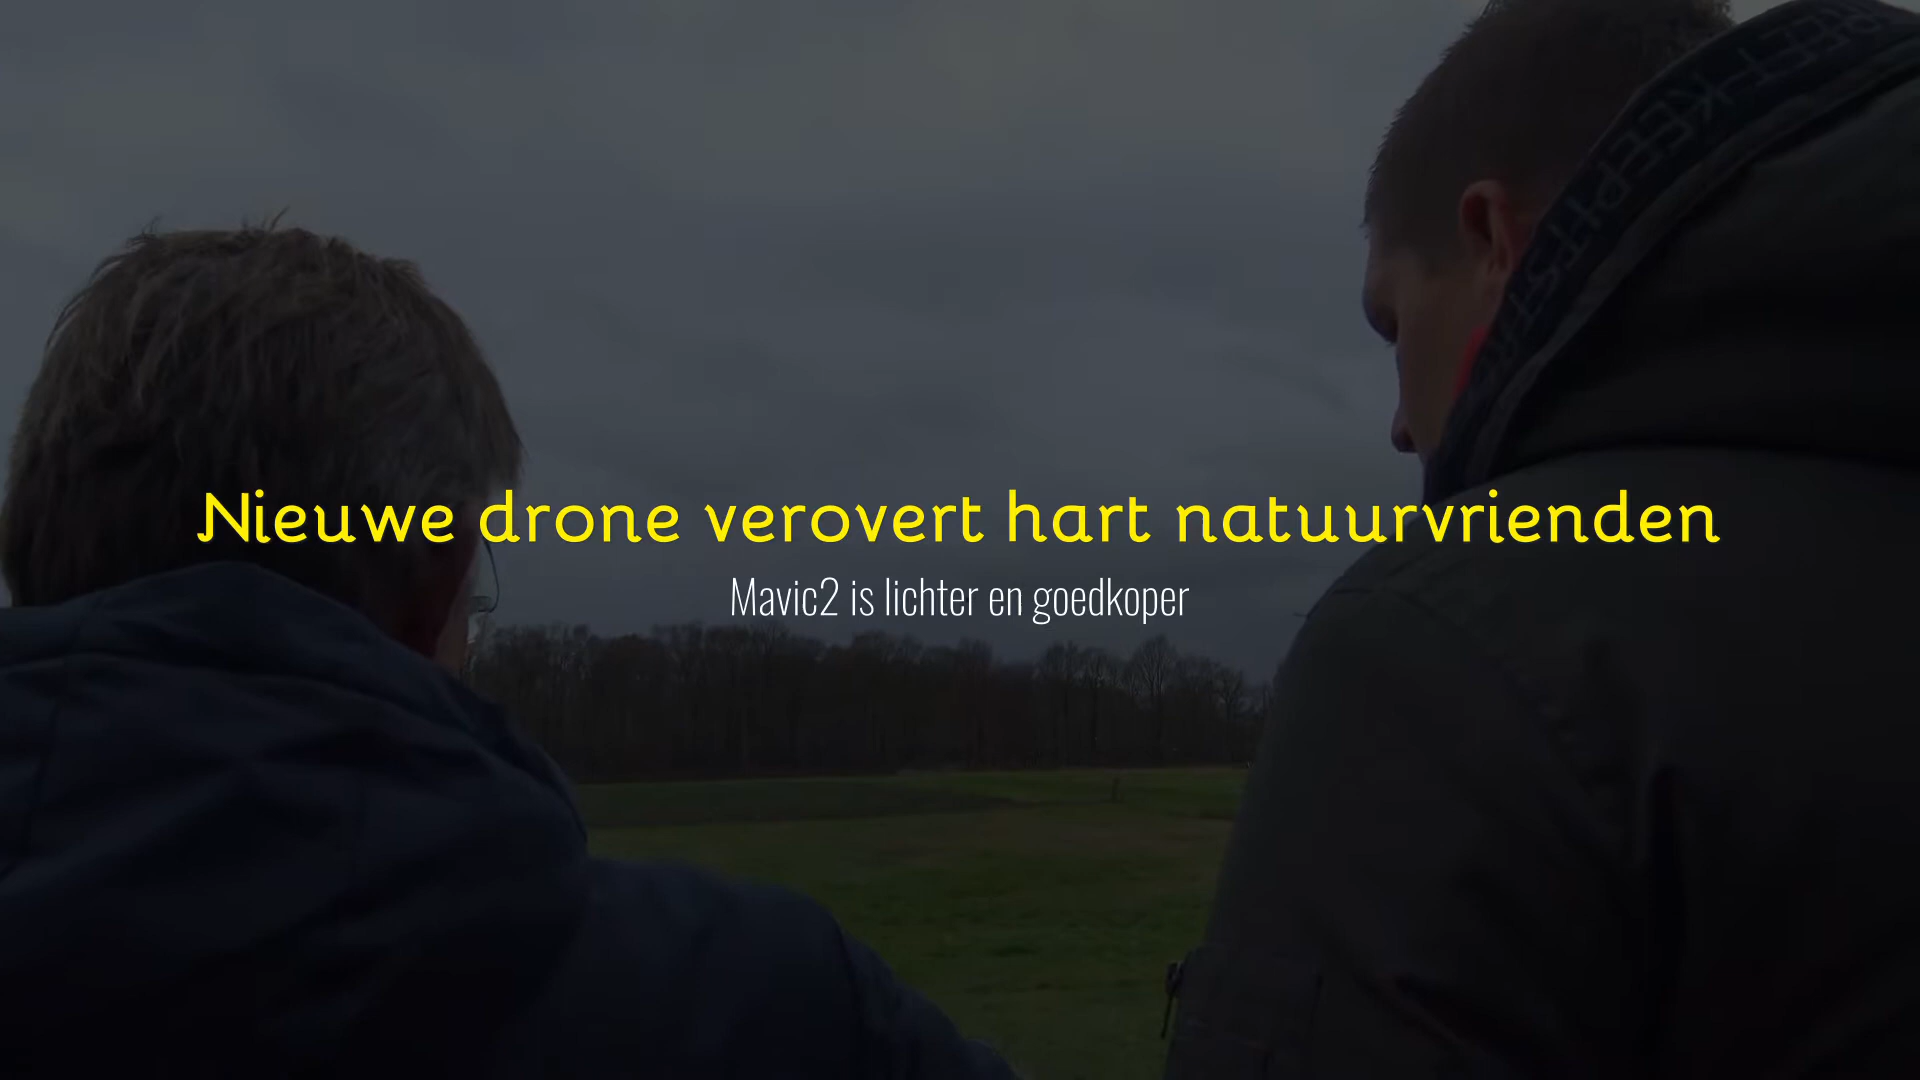 Nieuwe drone verovert hart natuurvrienden
Mavic2 is lichter en goedkoper